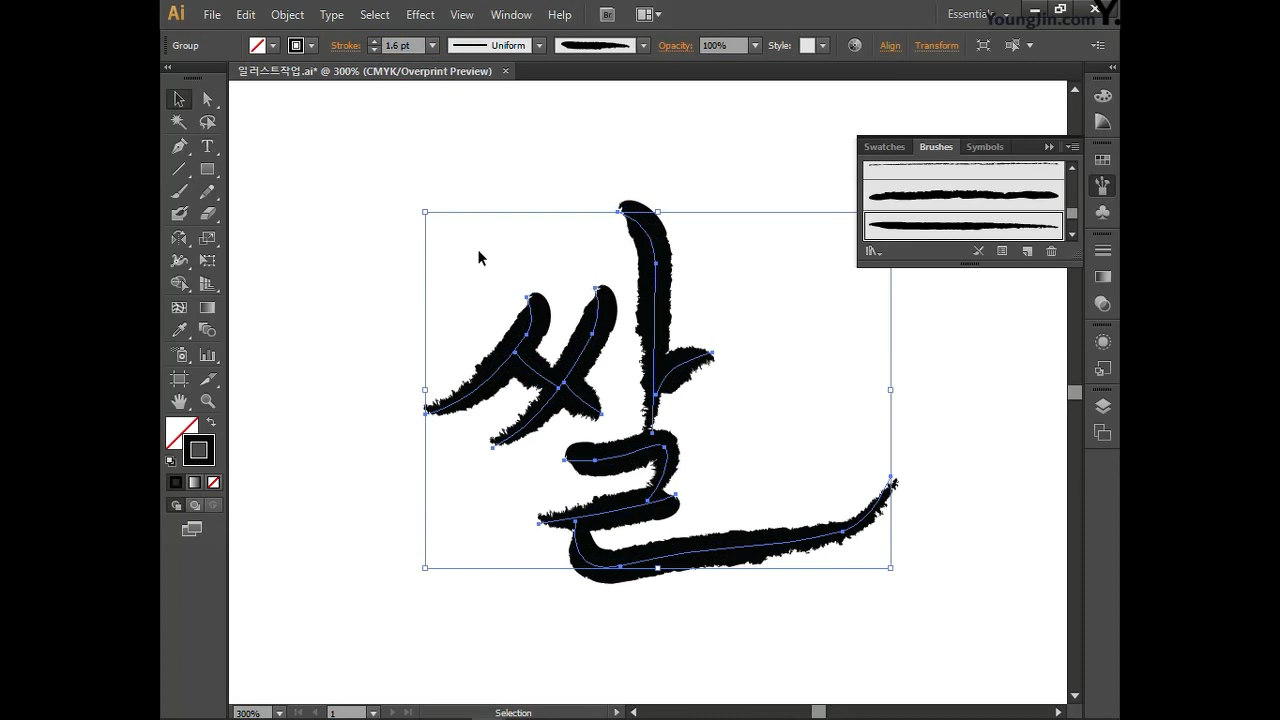 Ai File Edit Object Type Select Effect View Window Help Br
YoungJin.com Y.
Group Stroke: 1.6 pt Uniform Opacity: 100% Style: Align Transform
일러스트작업.ai* @ 300% (CMYK/Overprint Preview) ×
Swatches Brushes Symbols
쌀
300% 1 Selection